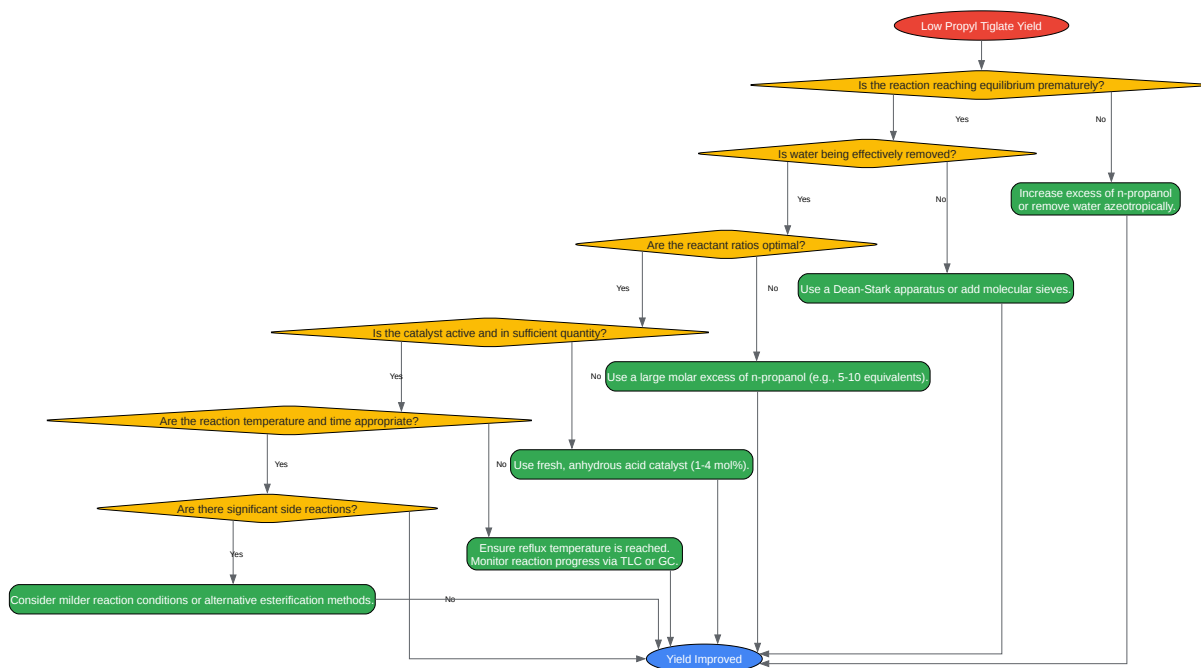 Low Propyl Tiglate Yield
Is the reaction reaching equilibrium prematurely?
Yes
No
Is water being effectively removed?
Increase excess of n-propanol
or remove water azeotropically.
Yes
No
Are the reactant ratios optimal?
Yes
No
Use a Dean-Stark apparatus or add molecular sieves.
Is the catalyst active and in sufficient quantity?
Yes
No
Use a large molar excess of n-propanol (e.g., 5-10 equivalents).
Are the reaction temperature and time appropriate?
Yes
No
Use fresh, anhydrous acid catalyst (1-4 mol%).
Are there significant side reactions?
Yes
Ensure reflux temperature is reached.
Monitor reaction progress via TLC or GC.
Consider milder reaction conditions or alternative esterification methods.
No
Yield Improved